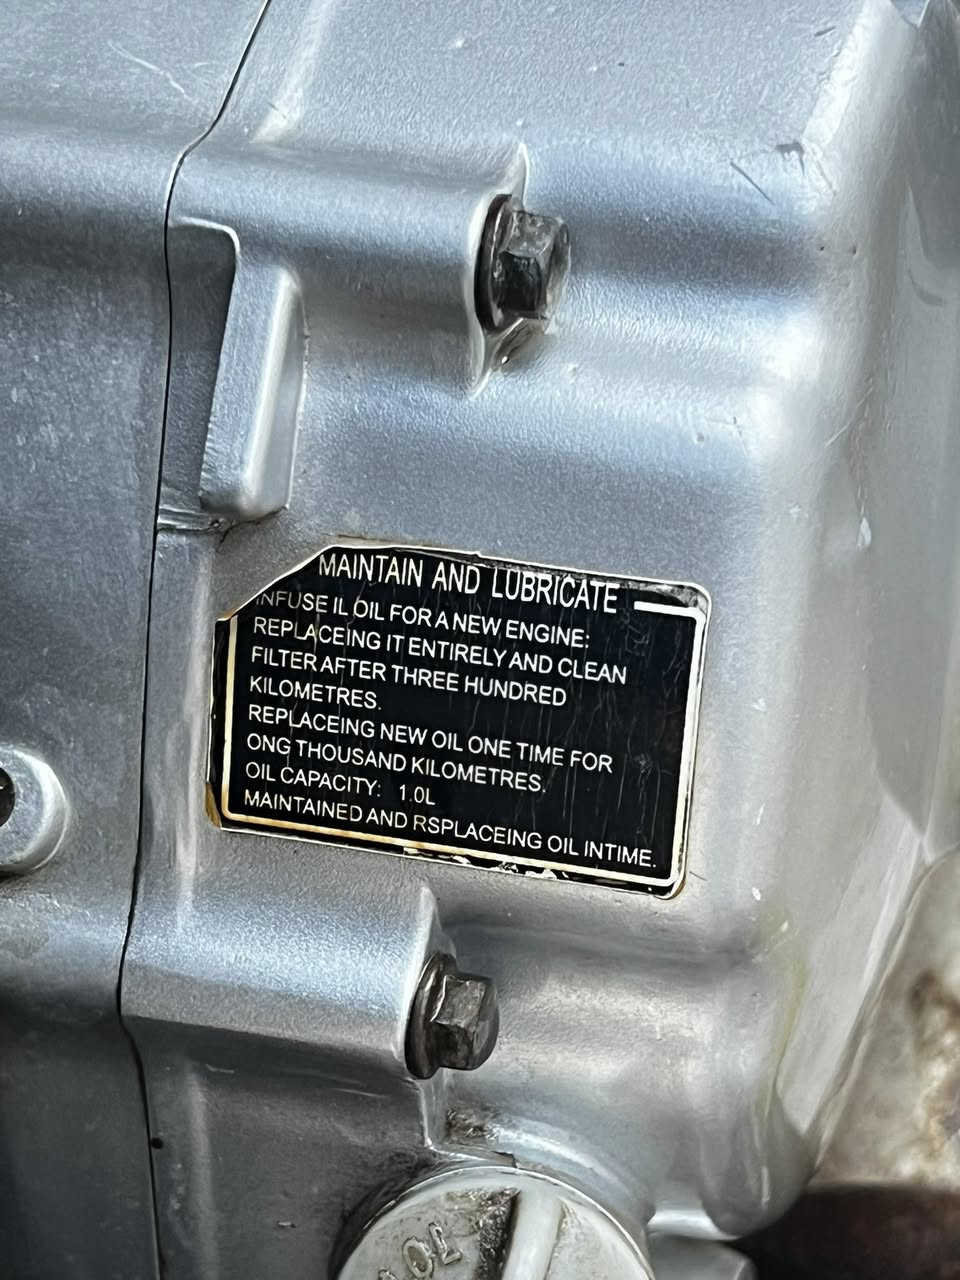 MAINTAIN AND LUBRICATE
INFUSE IL OIL FOR A NEW ENGINE:
REPLACEING IT ENTIRELY AND CLEAN
FILTER AFTER THREE HUNDRED
KILOMETRES.
REPLACEING NEW OIL ONE TIME FOR
ONG THOUSAND KILOMETRES.
OIL CAPACITY: 1.0L
MAINTAINED AND RSPLACEING OIL INTIME.